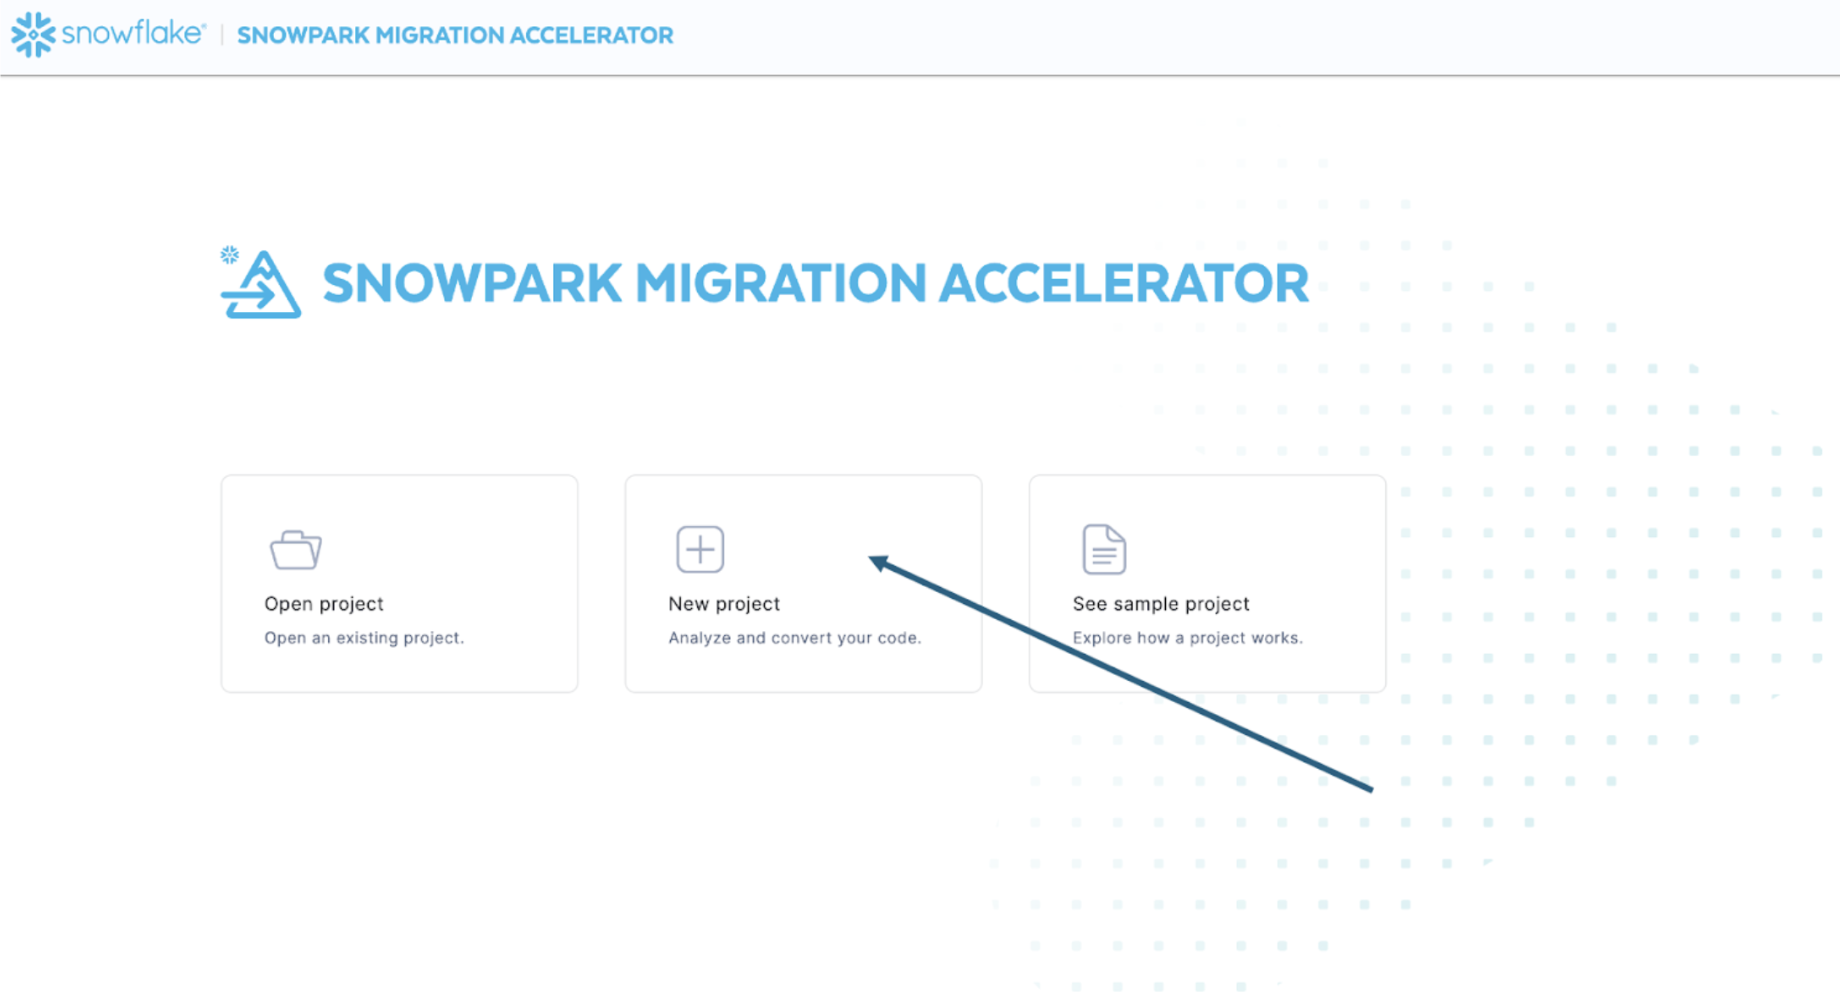 snowflake® | SNOWPARK MIGRATION ACCELERATOR
SNOWPARK MIGRATION ACCELERATOR
Open project
Open an existing project.
New project
Analyze and convert your code.
See sample project
Explore how a project works.